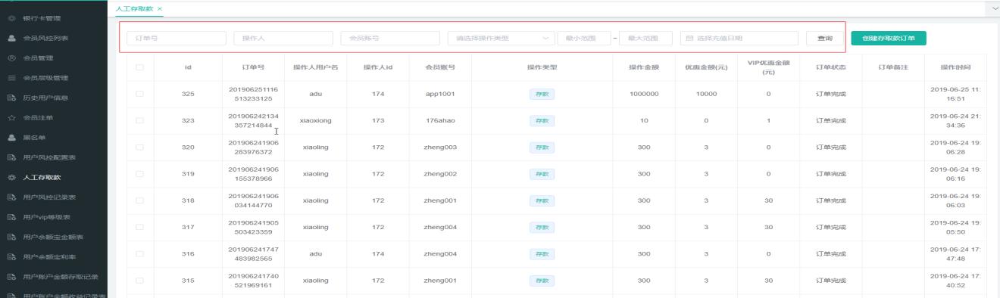 人工存取款 ×
银行卡管理
会员风控列表
会员管理
会员层级管理
历史用户信息
会员注单
黑名单
用户风控配置表
人工存取款
用户风控记录表
用户vip等级表
用户余额宝金额表
用户余额宝利率
用户账户金额存取记录
用户账户金额收益记录表
订单号 操作人 会员账号 请选择操作类型 最小范围 - 最大范围 选择充值日期 查询 创建存取款订单
id 订单号 操作人用户名 操作人id 会员账号 操作类型 操作金额 优惠金额(元) VIP优惠金额 订单状态 订单备注 操作时间
(元)
201906251116 2019-06-25 11:
325 adu 174 app1001 存款 1000000 10000 0 订单完成
513233125 16:51
201906242134 2019-06-24 21:
323 xiaoxiong 173 176ahao 存款 10 0 1 订单完成
357214844 34:36
201906241906 2019-06-24 19:
320 xiaoling 172 zheng003 存款 300 3 0 订单完成
283976372 06:28
201906241906 2019-06-24 19:
319 xiaoling 172 zheng002 存款 300 3 0 订单完成
155378966 06:16
201906241906 2019-06-24 19:
318 xiaoling 172 zheng001 存款 300 3 30 订单完成
034144770 06:03
201906241905 2019-06-24 19:
317 xiaoling 172 zheng004 存款 300 3 30 订单完成
503423359 05:50
201906241747 2019-06-24 17:
316 adu 174 zheng004 存款 300 3 0 订单完成
483982565 47:48
201906241740 2019-06-24 17:
315 xiaoling 172 zheng001 存款 300 3 30 订单完成
521969161 40:52